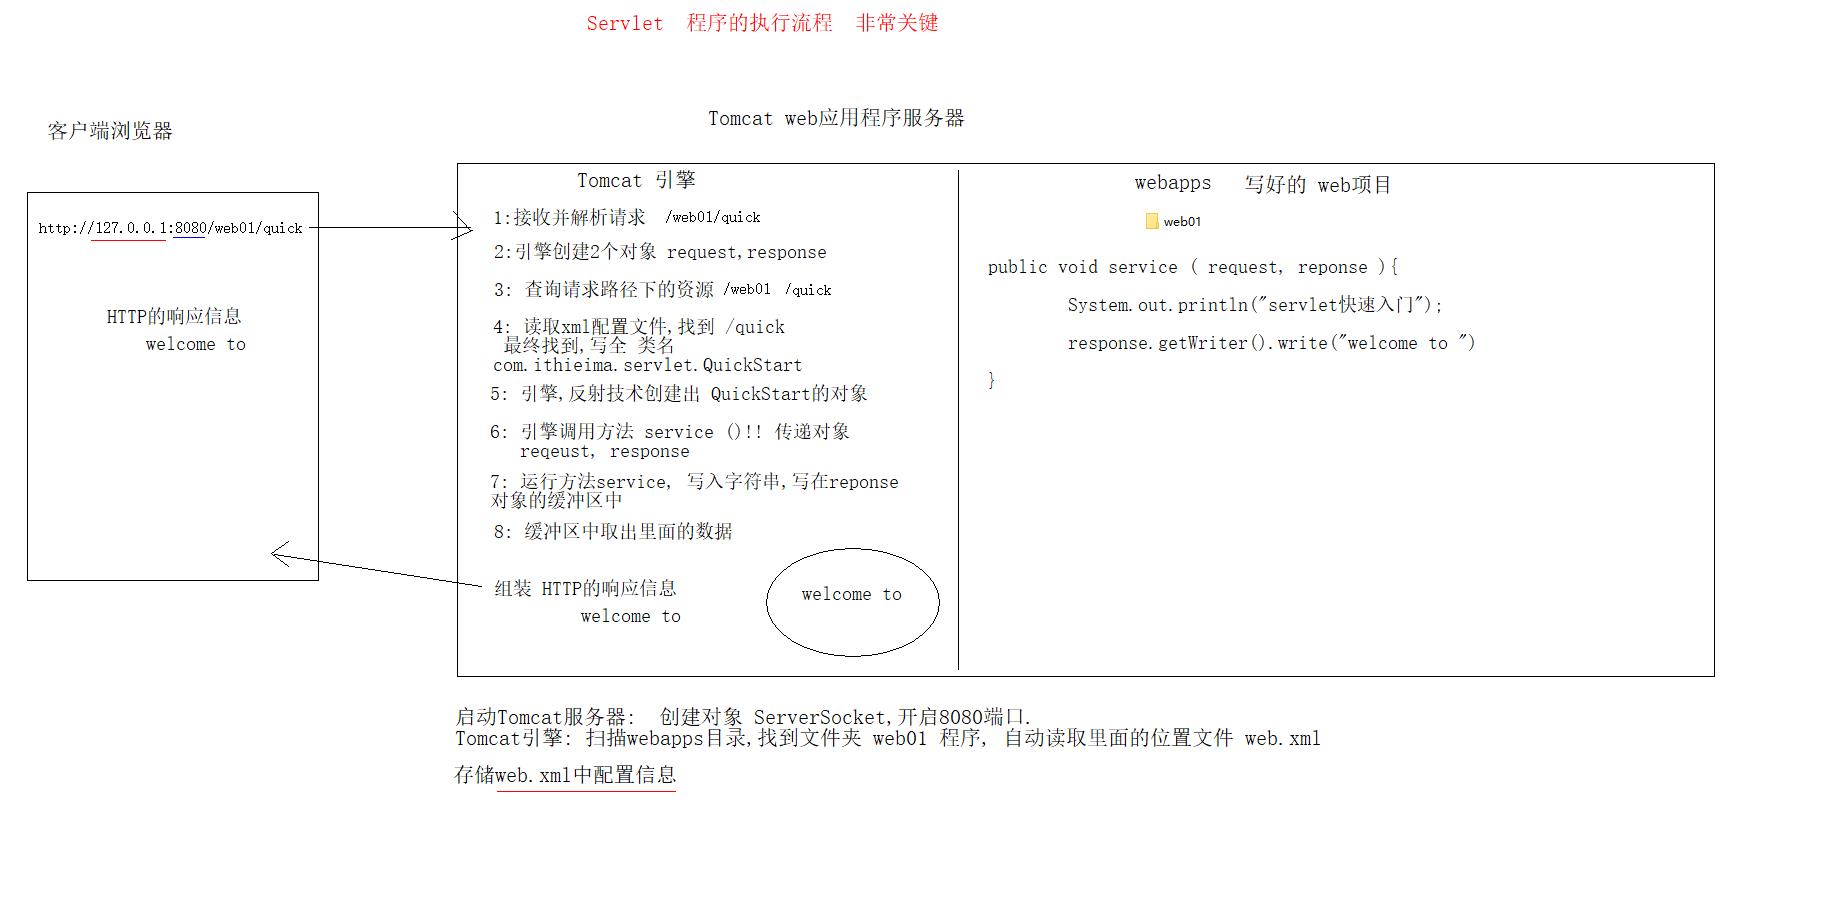 Servlet 程序的执行流程 非常关键
客户端浏览器
http://127.0.0.1:8080/web01/quick
HTTP的响应信息
welcome to
Tomcat web应用程序服务器
Tomcat 引擎
1:接收并解析请求 /web01/quick
2:引擎创建2个对象 request,response
3: 查询请求路径下的资源 /web01 /quick
4: 读取xml配置文件,找到 /quick
最终找到,写全 类名
com.ithieima.servlet.QuickStart
5: 引擎,反射技术创建出 QuickStart的对象
6: 引擎调用方法 service ()!! 传递对象
reqeust, response
7: 运行方法service, 写入字符串,写在reponse
对象的缓冲区中
8: 缓冲区中取出里面的数据
组装 HTTP的响应信息
welcome to
welcome to
webapps 写好的 web项目
web01
public void service ( request, reponse ){
System.out.println("servlet快速入门");
response.getWriter().write("welcome to ")
}
启动Tomcat服务器: 创建对象 ServerSocket,开启8080端口.
Tomcat引擎: 扫描webapps目录,找到文件夹 web01 程序, 自动读取里面的位置文件 web.xml
存储web.xml中配置信息